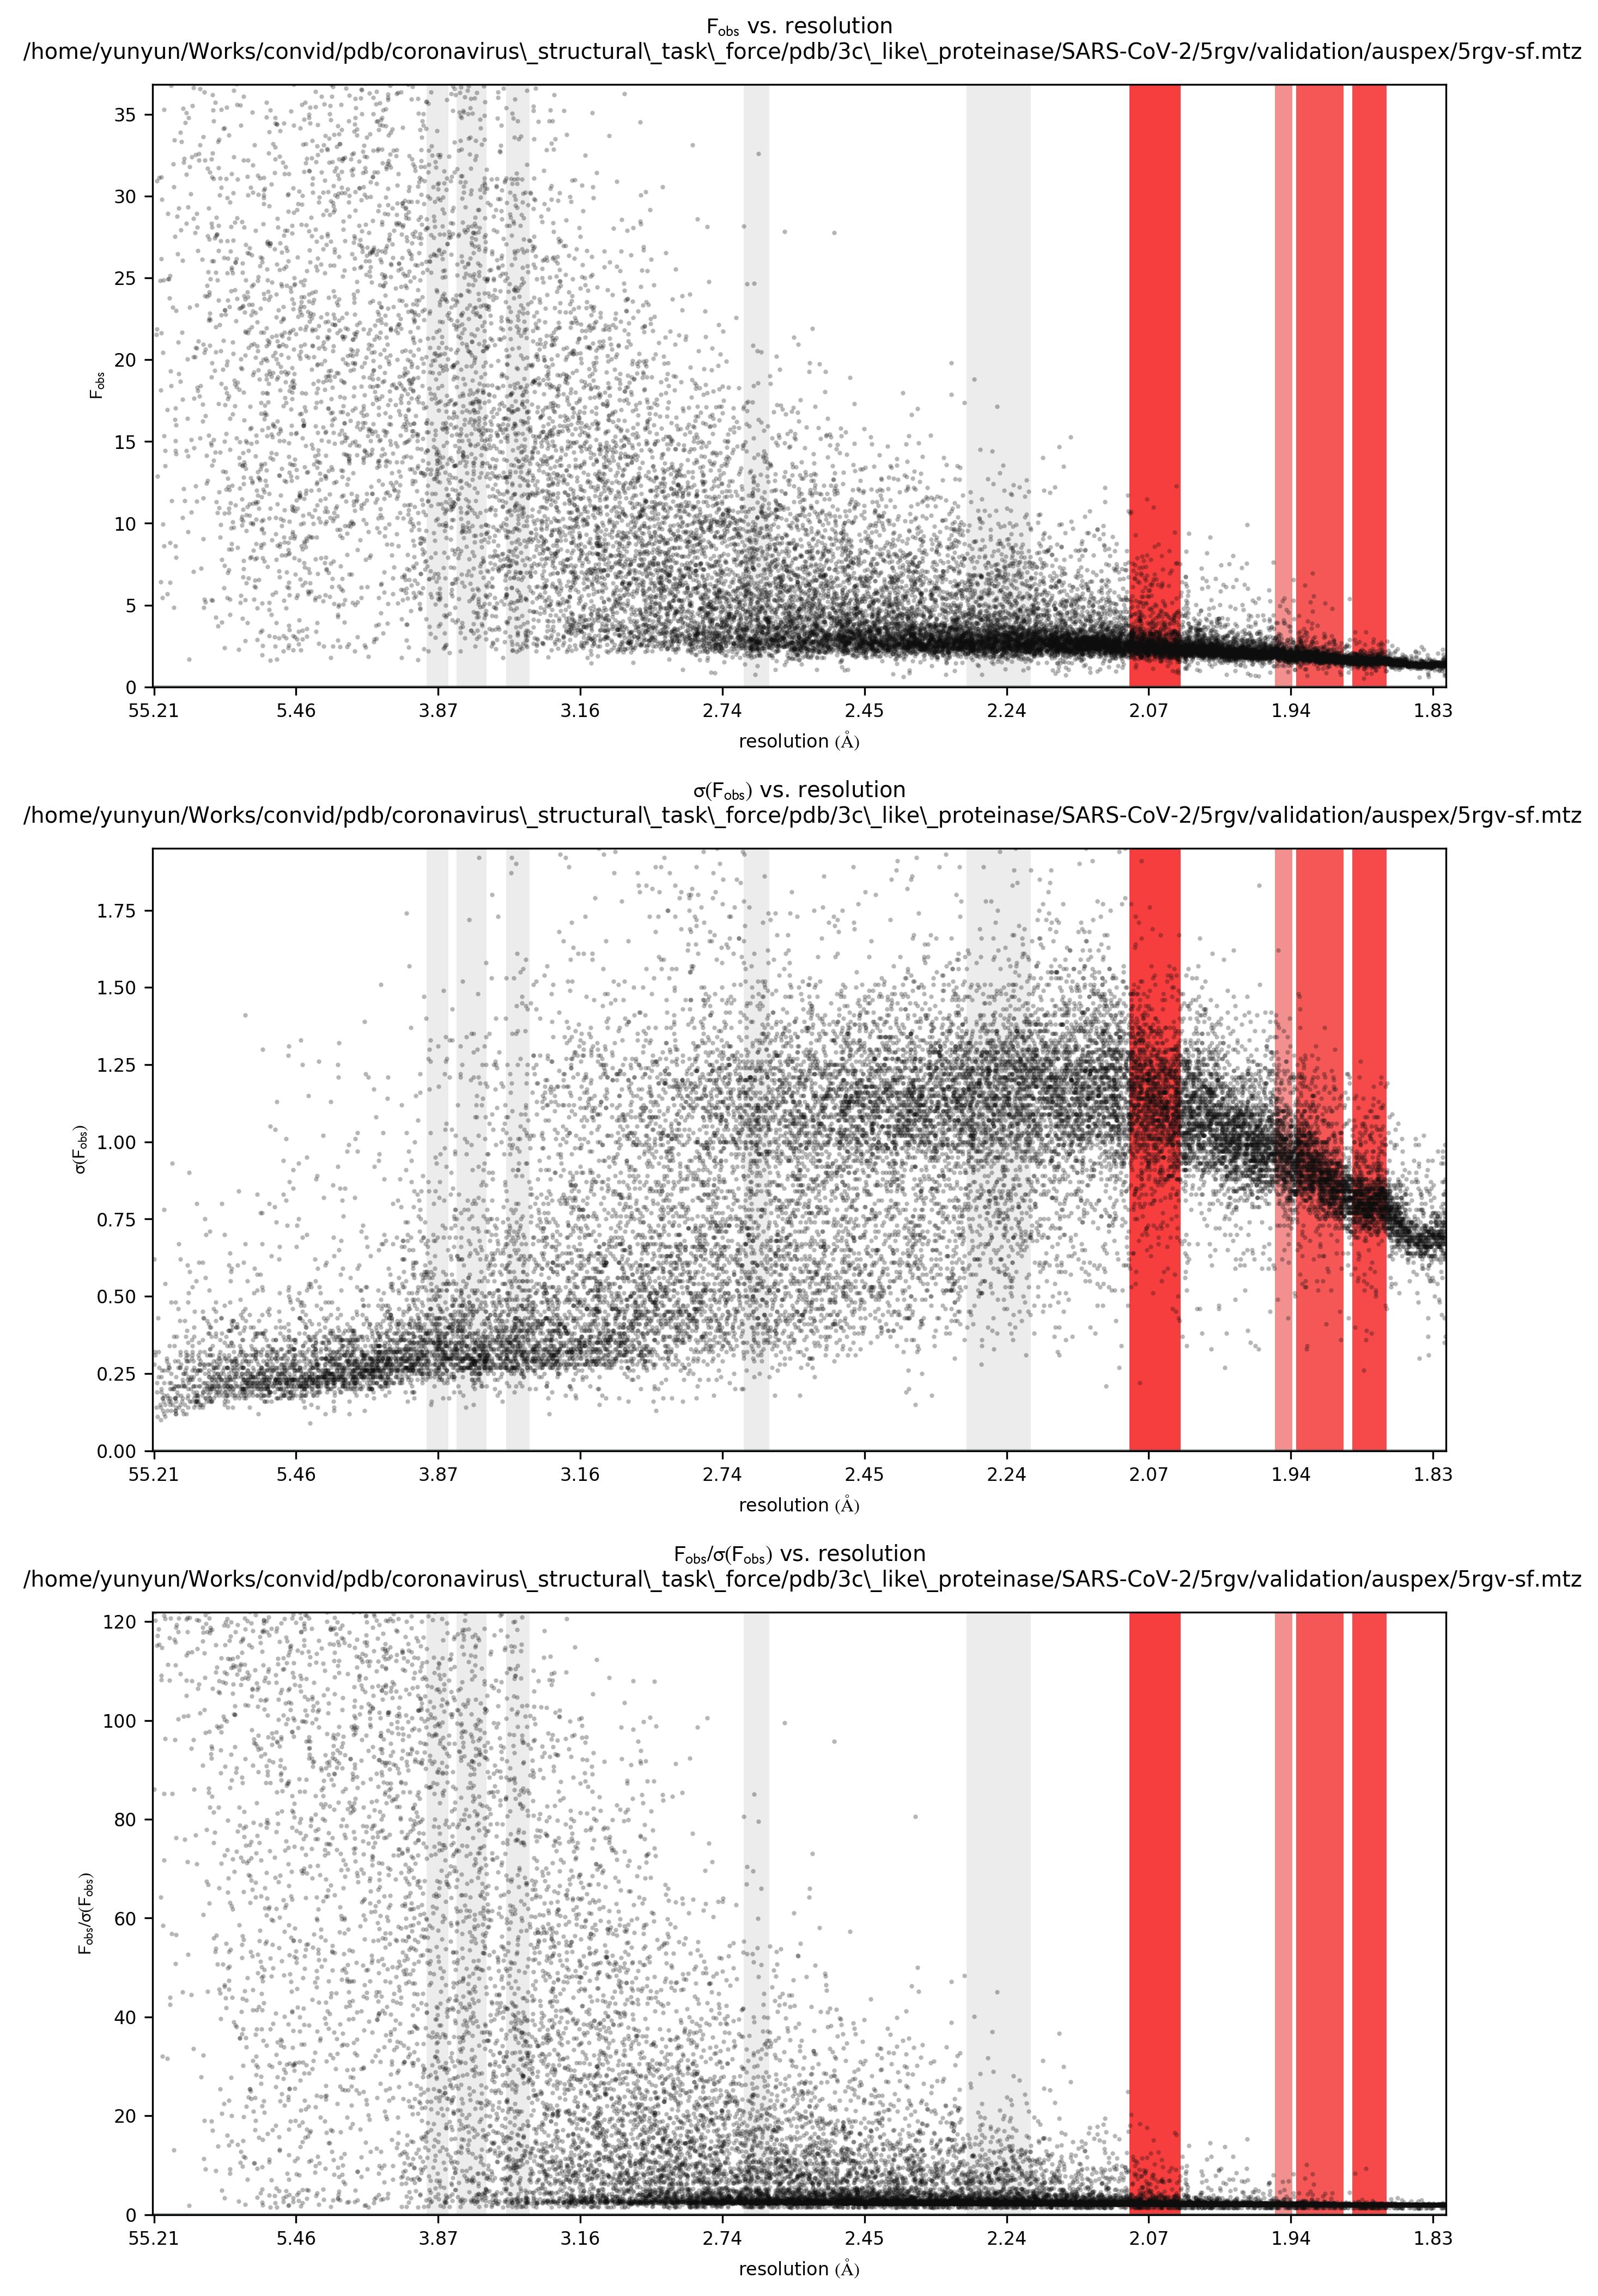 Fobs vs. resolution
/home/yunyun/Works/convid/pdb/coronavirus\_structural\_task\_force/pdb/3c\_like\_proteinase/SARS-CoV-2/5rgv/validation/auspex/5rgv-sf.mtz
35
30
25
20
15
10
5
0
Fobs
55.21 5.46 3.87 3.16 2.74 2.45 2.24 2.07 1.94 1.83
resolution (Å)
σ(Fobs) vs. resolution
/home/yunyun/Works/convid/pdb/coronavirus\_structural\_task\_force/pdb/3c\_like\_proteinase/SARS-CoV-2/5rgv/validation/auspex/5rgv-sf.mtz
1.75
1.50
1.25
1.00
0.75
0.50
0.25
0.00
σ(Fobs)
55.21 5.46 3.87 3.16 2.74 2.45 2.24 2.07 1.94 1.83
resolution (Å)
Fobs/σ(Fobs) vs. resolution
/home/yunyun/Works/convid/pdb/coronavirus\_structural\_task\_force/pdb/3c\_like\_proteinase/SARS-CoV-2/5rgv/validation/auspex/5rgv-sf.mtz
120
100
80
60
40
20
0
Fobs/σ(Fobs)
55.21 5.46 3.87 3.16 2.74 2.45 2.24 2.07 1.94 1.83
resolution (Å)